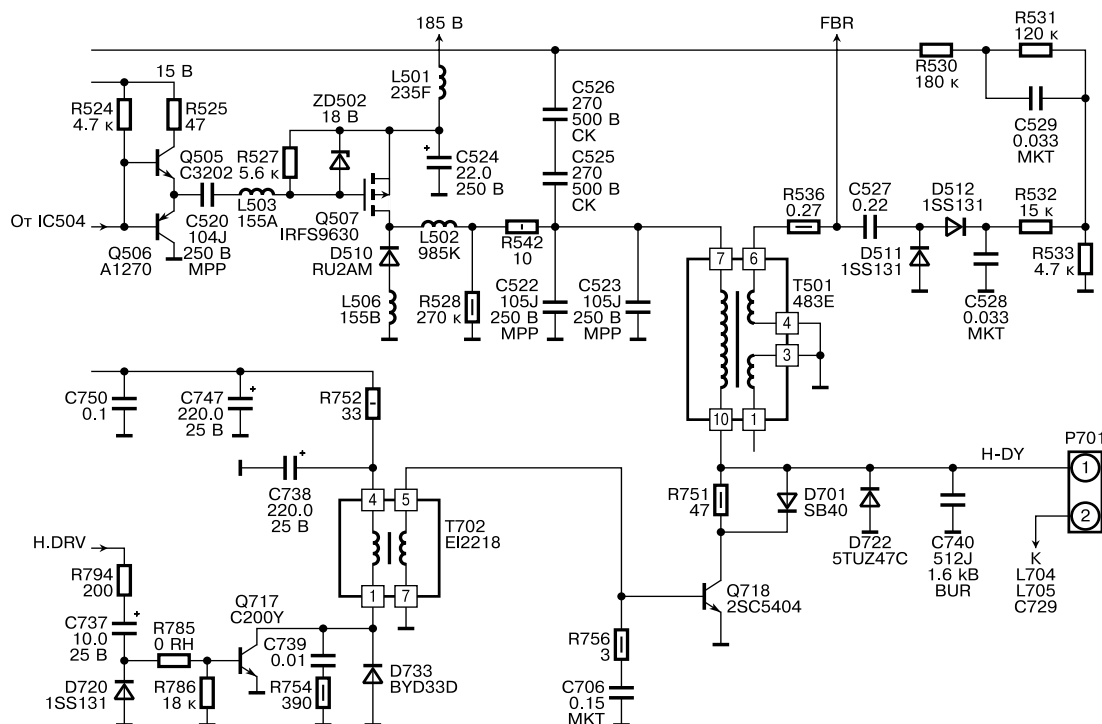 185 В
FBR
R531
120 к
R530
180 к
L501
235F
15 В
ZD502
18 В
C526
270
500 В
CK
R524
4.7 к
R525
47
C529
0.033
MKT
Q505
C3202
R527
5.6 к
C524
22.0
250 В
C525
270
500 В
CK
R536
0.27
C527
0.22
D512
1SS131
R532
15 к
L503
155A
От IC504
Q507
IRFS9630
C520
104J
250 В
MPP
Q506
A1270
L502
985K
R542
10
D510
RU2AM
D511
1SS131
R533
4.7 к
7
6
T501
483E
L506
155B
R528
270 к
C522
105J
250 В
MPP
C523
105J
250 В
MPP
C528
0.033
MKT
4
3
C750
0.1
C747
220.0
25 В
R752
33
10
1
P701
H-DY
1
C738
220.0
25 В
4
5
R751
47
D701
SB40
2
T702
EI2218
D722
5TUZ47C
C740
512J
1.6 kB
BUR
K
L704
L705
C729
H.DRV
R794
200
1
7
Q718
2SC5404
Q717
C200Y
C737
10.0
25 В
R785
0 RH
C739
0.01
R756
3
D733
BYD33D
D720
1SS131
R786
18 к
R754
390
C706
0.15
MKT